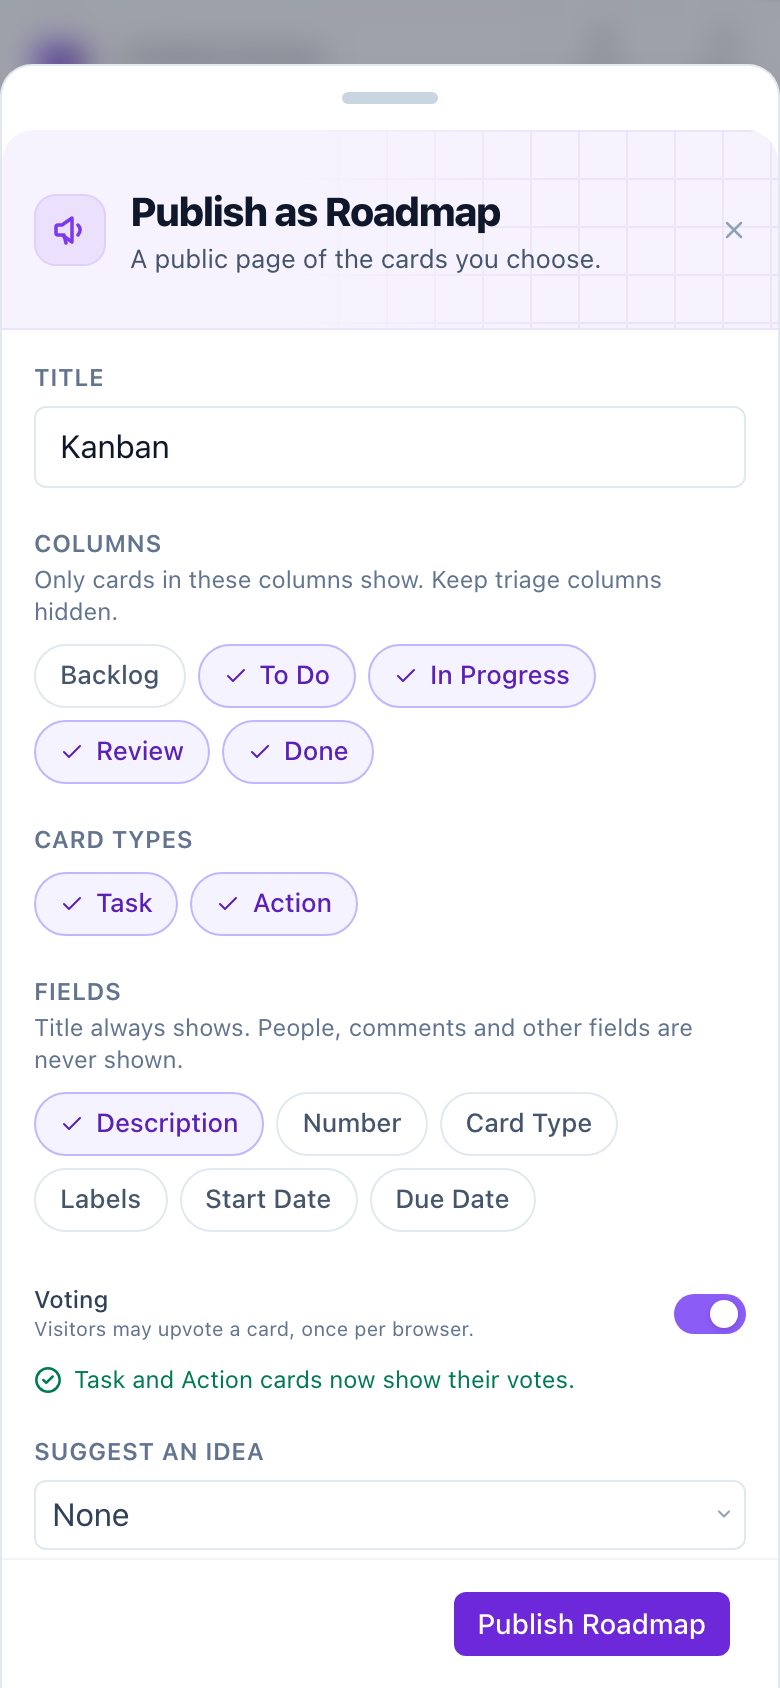 Publish as Roadmap
A public page of the cards you choose.
TITLE
Kanban
COLUMNS
Only cards in these columns show. Keep triage columns
hidden.
Backlog
To Do
In Progress
Review
Done
CARD TYPES
Task
Action
FIELDS
Title always shows. People, comments and other fields are
never shown.
Description
Number
Card Type
Labels
Start Date
Due Date
Voting
Visitors may upvote a card, once per browser.
Task and Action cards now show their votes.
SUGGEST AN IDEA
None
Publish Roadmap